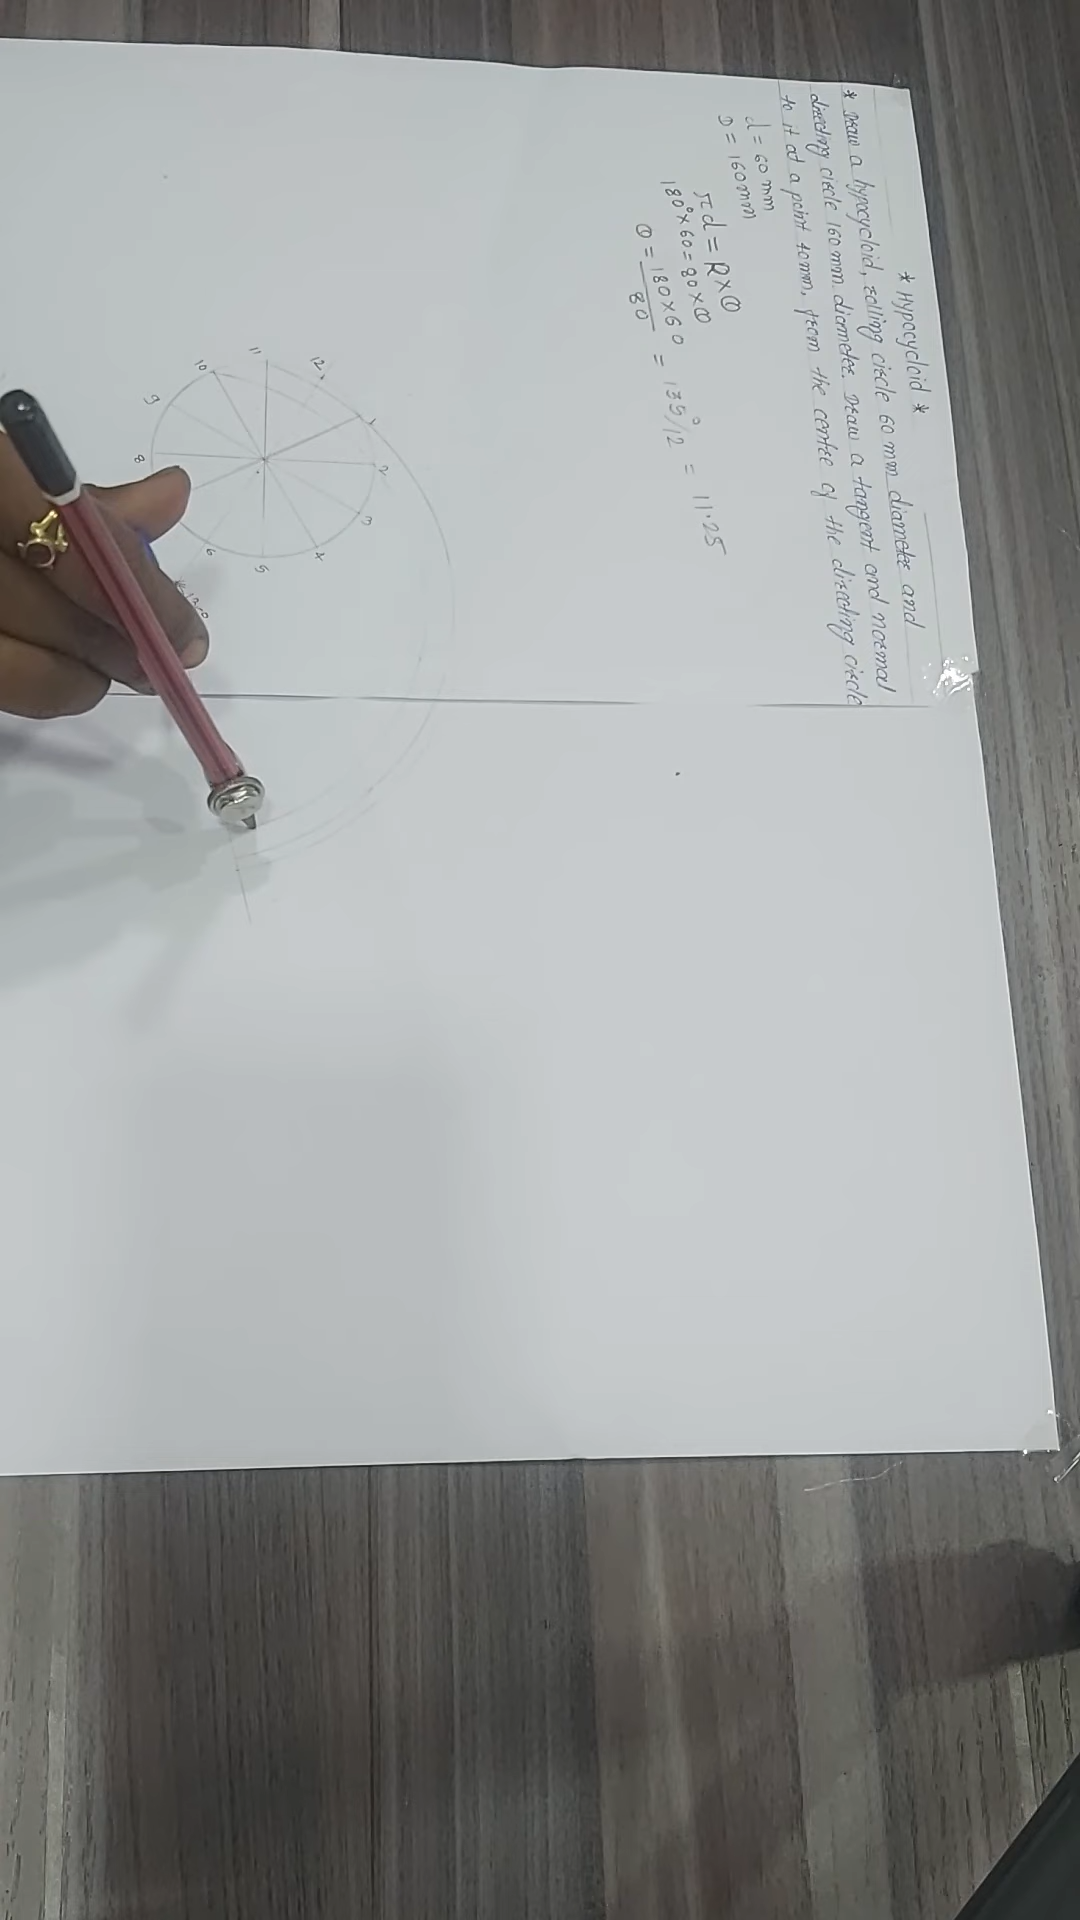 * Hypocycloid *
* Draw a hypocycloid, rolling circle 60 mm diameter and
directing circle 160 mm diameter. Draw a tangent and normal
to it at a point 40mm, from the centre of the directing circle
d = 60 mm
D = 160mm
πd = R×θ
180°×60=80×θ
θ = 180×60 = 135°/12 = 11.25
80
12
11
1
10
2
9
3
8
4
6
5